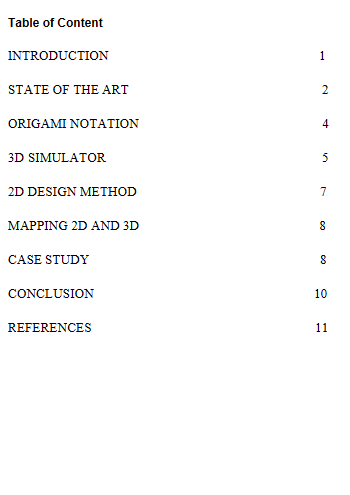 Table of Content
INTRODUCTION 1
STATE OF THE ART 2
ORIGAMI NOTATION 4
3D SIMULATOR 5
2D DESIGN METHOD 7
MAPPING 2D AND 3D 8
CASE STUDY 8
CONCLUSION 10
REFERENCES 11